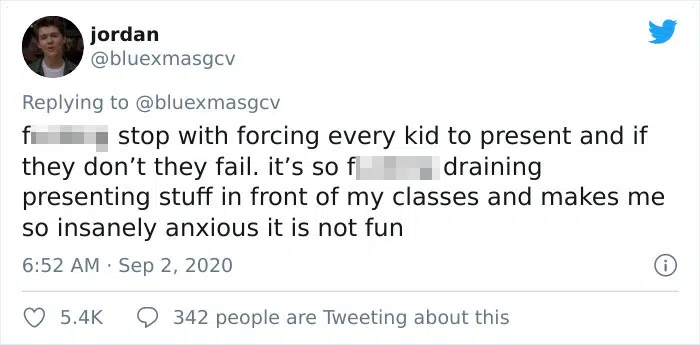 jordan
@bluexmasgcv
Replying to @bluexmasgcv
stop with forcing every kid to present and if
they don’t they fail. it’s so draining
presenting stuff in front of my classes and makes me
so insanely anxious it is not fun
6:52 AM · Sep 2, 2020
5.4K 342 people are Tweeting about this